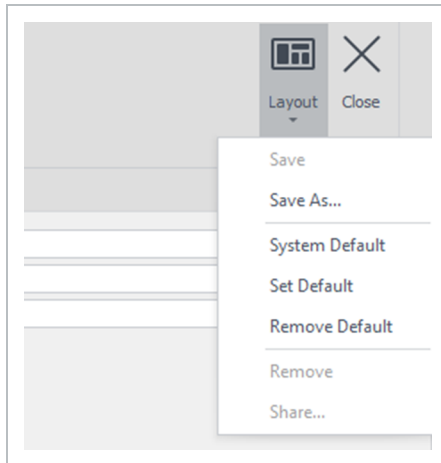 Layout
Close
Save
Save As...
System Default
Set Default
Remove Default
Remove
Share...